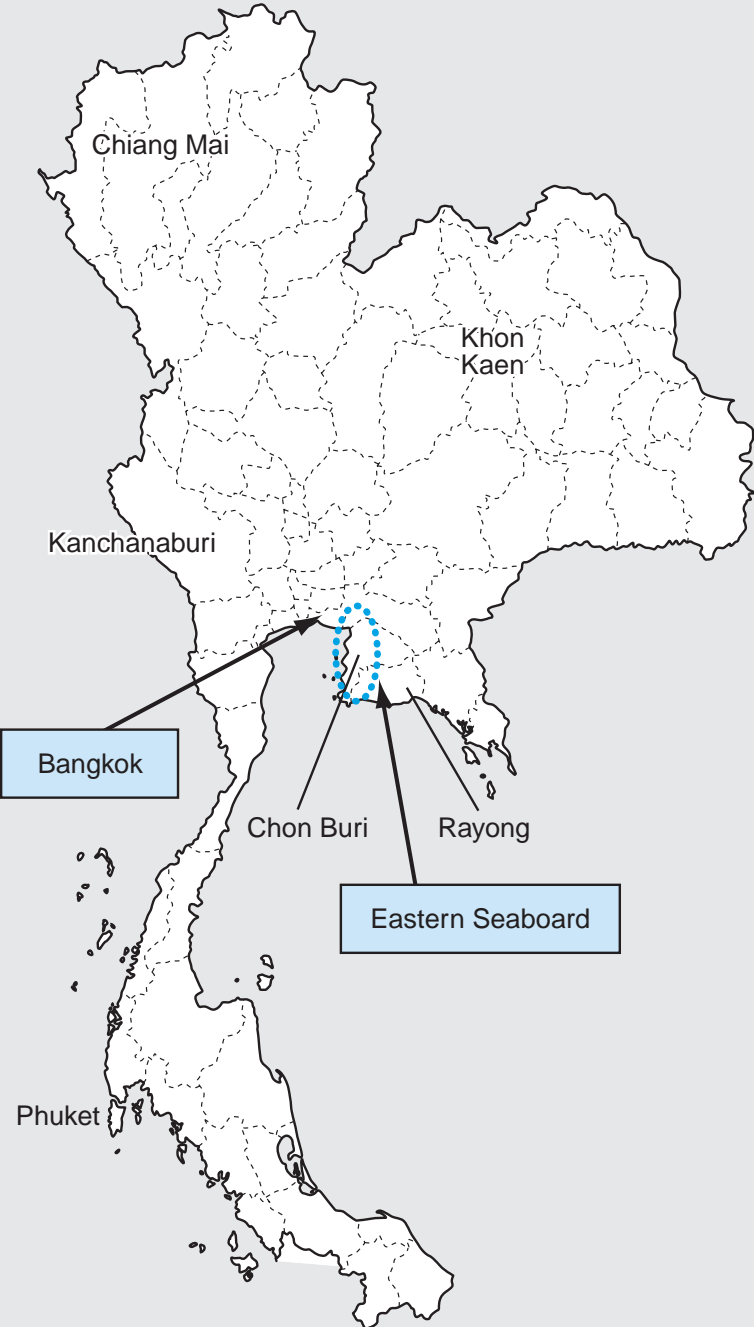 Chiang Mai
Khon
Kaen
Kanchanaburi
Bangkok
Chon Buri
Rayong
Eastern Seaboard
Phuket